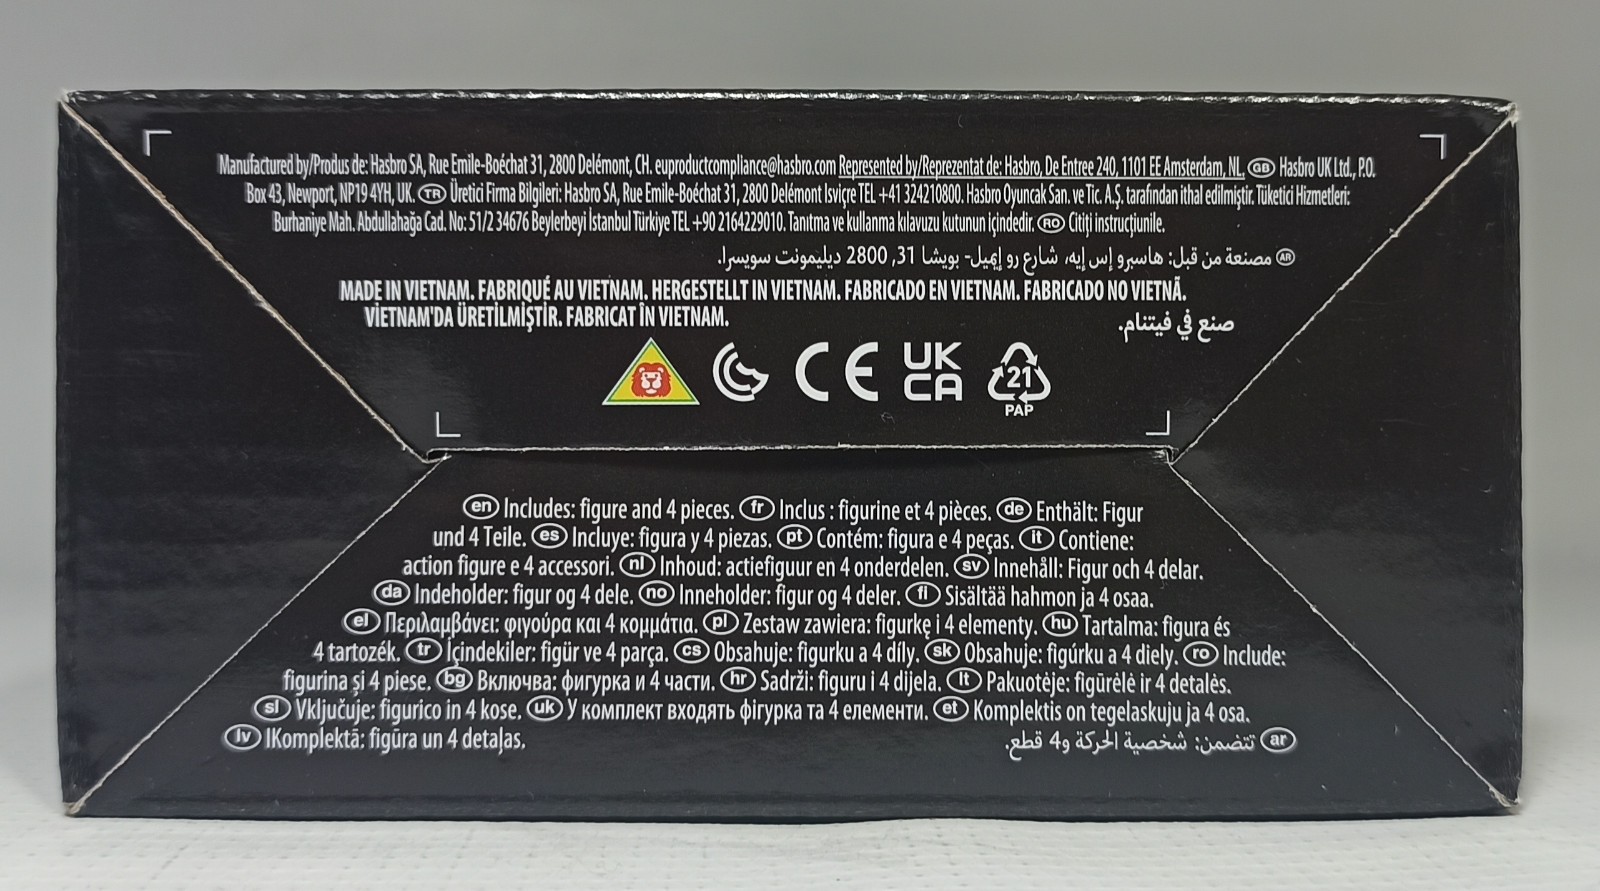 Manufactured by/Produs de: Hasbro SA, Rue Emile-Boéchat 31, 2800 Delémont, CH. euproductcompliance@hasbro.com Represented by/Reprezentat de: Hasbro, De Entree 240, 1101 EE Amsterdam, NL. GB Hasbro UK Ltd., P.O.
Box 43, Newport, NP19 4YH, UK. TR Üretici Firma Bilgileri: Hasbro SA, Rue Emile-Boéchat 31, 2800 Delémont İsviçre TEL +41 324210800. Hasbro Oyuncak San. ve Tic. A.Ş. tarafından ithal edilmiştir. Tüketici Hizmetleri:
Burhaniye Mah. Abdullahağa Cad. No: 51/2 34676 Beylerbeyi İstanbul Türkiye TEL +90 2164229010. Tanıtma ve kullanma kılavuzu kutunun içindedir. RO Citiți instrucțiunile.
AR مصنعة من قبل: هاسبرو إس إيه، شارع رو إيميل- بويشا 31, 2800 ديليمونت سويسرا.
MADE IN VIETNAM. FABRIQUÉ AU VIETNAM. HERGESTELLT IN VIETNAM. FABRICADO EN VIETNAM. FABRICADO NO VIETNÃ.
VİETNAM'DA ÜRETİLMİŞTİR. FABRICAT ÎN VIETNAM. صنع في فيتنام.
CE UK CA 21 PAP
en Includes: figure and 4 pieces. fr Inclus : figurine et 4 pièces. de Enthält: Figur
und 4 Teile. es Incluye: figura y 4 piezas. pt Contém: figura e 4 peças. it Contiene:
action figure e 4 accessori. nl Inhoud: actiefiguur en 4 onderdelen. sv Innehåll: Figur och 4 delar.
da Indeholder: figur og 4 dele. no Inneholder: figur og 4 deler. fi Sisältää hahmon ja 4 osaa.
el Περιλαμβάνει: φιγούρα και 4 κομμάτια. pl Zestaw zawiera: figurkę i 4 elementy. hu Tartalma: figura és
4 tartozék. tr İçindekiler: figür ve 4 parça. cs Obsahuje: figurku a 4 díly. sk Obsahuje: figúrku a 4 diely. ro Include:
figurina și 4 piese. bg Включва: фигурка и 4 части. hr Sadrži: figuru i 4 dijela. lt Pakuotėje: figūrėlė ir 4 detalės.
sl Vključuje: figurico in 4 kose. uk У комплект входять фігурка та 4 елементи. et Komplektis on tegelaskuju ja 4 osa.
lv IKomplektā: figūra un 4 detaļas. ar تتضمن: شخصية الحركة و4 قطع.